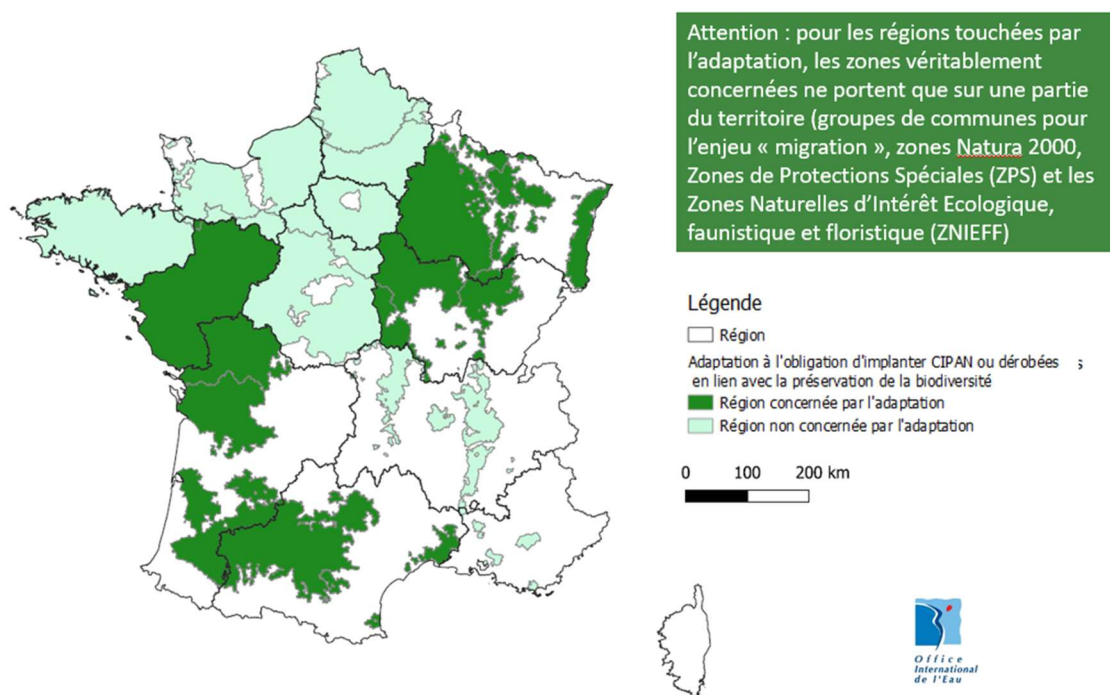 Attention : pour les régions touchées par
l'adaptation, les zones véritablement
concernées ne portent que sur une partie
du territoire (groupes de communes pour
l'enjeu « migration », zones Natura 2000,
Zones de Protections Spéciales (ZPS) et les
Zones Naturelles d'Intérêt Ecologique,
faunistique et floristique (ZNIEFF)
Légende
Région
Adaptation à l'obligation d'implanter CIPAN ou dérobées s
en lien avec la préservation de la biodiversité
Région concernée par l'adaptation
Région non concernée par l'adaptation
0 100 200 km
Office
International
de l'Eau